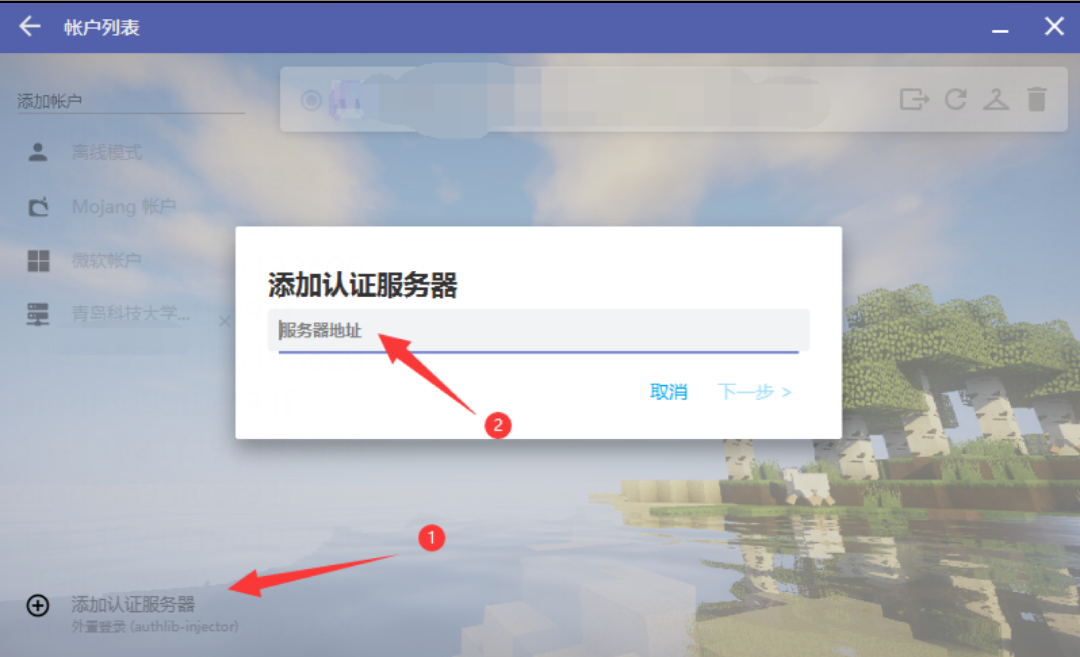 帐户列表
添加帐户
离线模式
Mojang 帐户
微软帐户
青岛科技大学...
添加认证服务器
服务器地址
取消
下一步 >
2
1
添加认证服务器
外置登录 (authlib-injector)